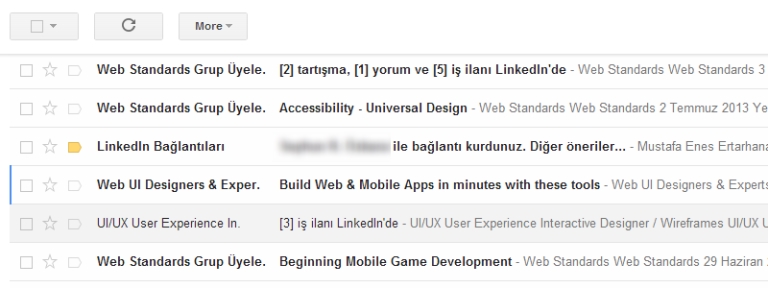 More
Web Standards Grup Üyele. [2] tartışma, [1] yorum ve [5] iş ilanı LinkedIn'de - Web Standards Web Standards 3
Web Standards Grup Üyele. Accessibility - Universal Design - Web Standards Web Standards 2 Temmuz 2013 Ye
LinkedIn Bağlantıları ile bağlantı kurdunuz. Diğer öneriler... - Mustafa Enes Ertarhana
Web UI Designers & Exper. Build Web & Mobile Apps in minutes with these tools - Web UI Designers & Experts
UI/UX User Experience In. [3] iş ilanı LinkedIn'de - UI/UX User Experience Interactive Designer / Wireframes UI/UX U
Web Standards Grup Üyele. Beginning Mobile Game Development - Web Standards Web Standards 29 Haziran 2